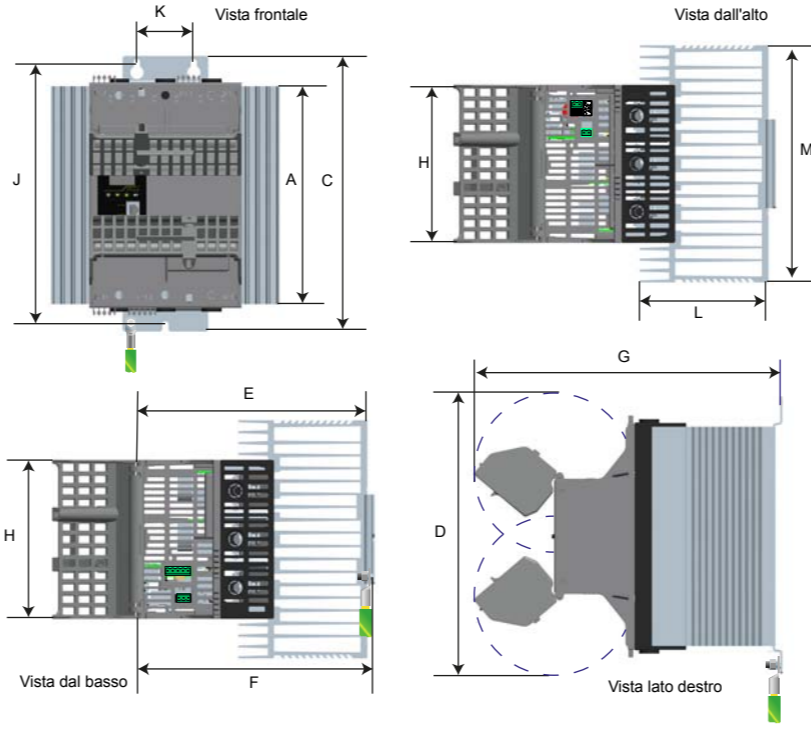 K
Vista frontale
J
A
C
Vista dall'alto
H
M
L
E
H
F
Vista dal basso
G
D
Vista lato destro